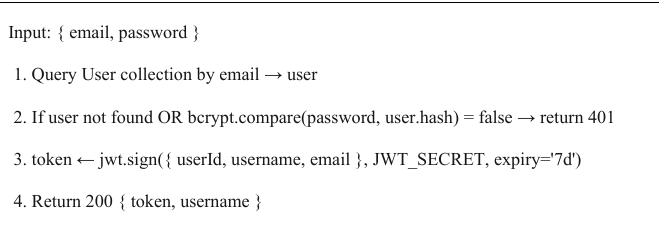 Input: { email, password }
1. Query User collection by email → user
2. If user not found OR bcrypt.compare(password, user.hash) = false → return 401
3. token ← jwt.sign({ userId, username, email }, JWT_SECRET, expiry='7d')
4. Return 200 { token, username }